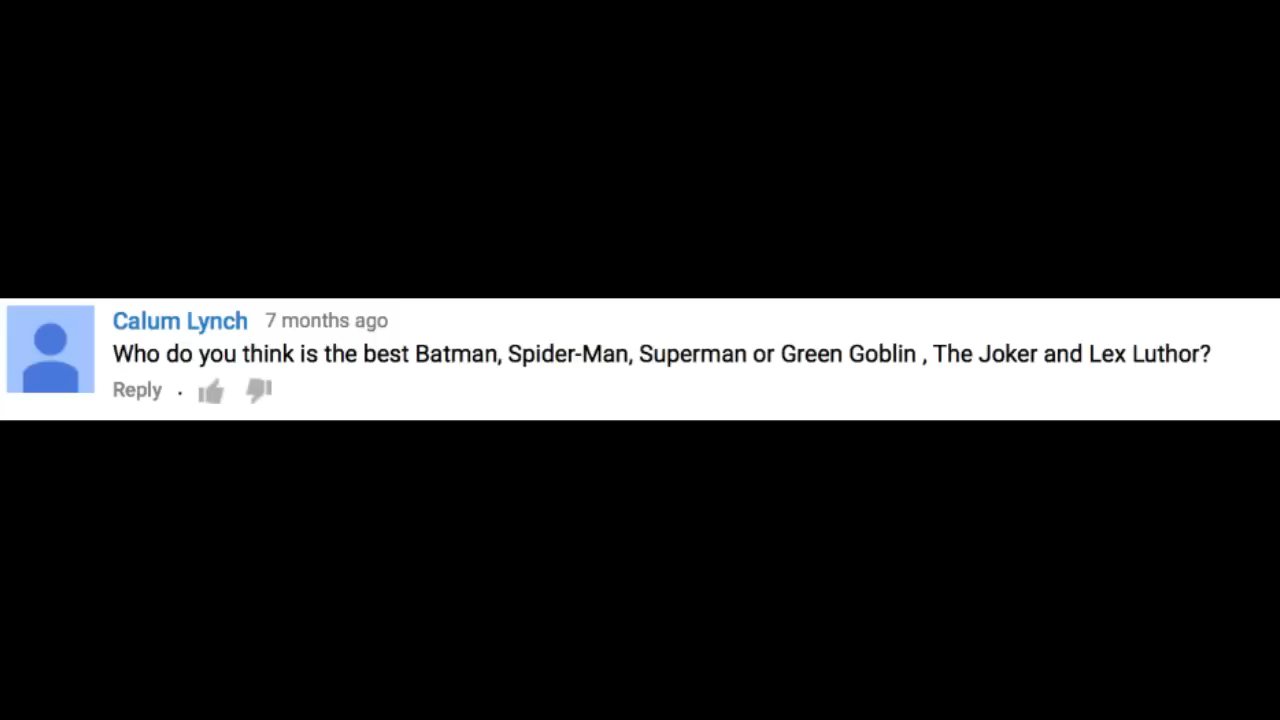 Calum Lynch 7 months ago
Who do you think is the best Batman, Spider-Man, Superman or Green Goblin , The Joker and Lex Luthor?
Reply ·